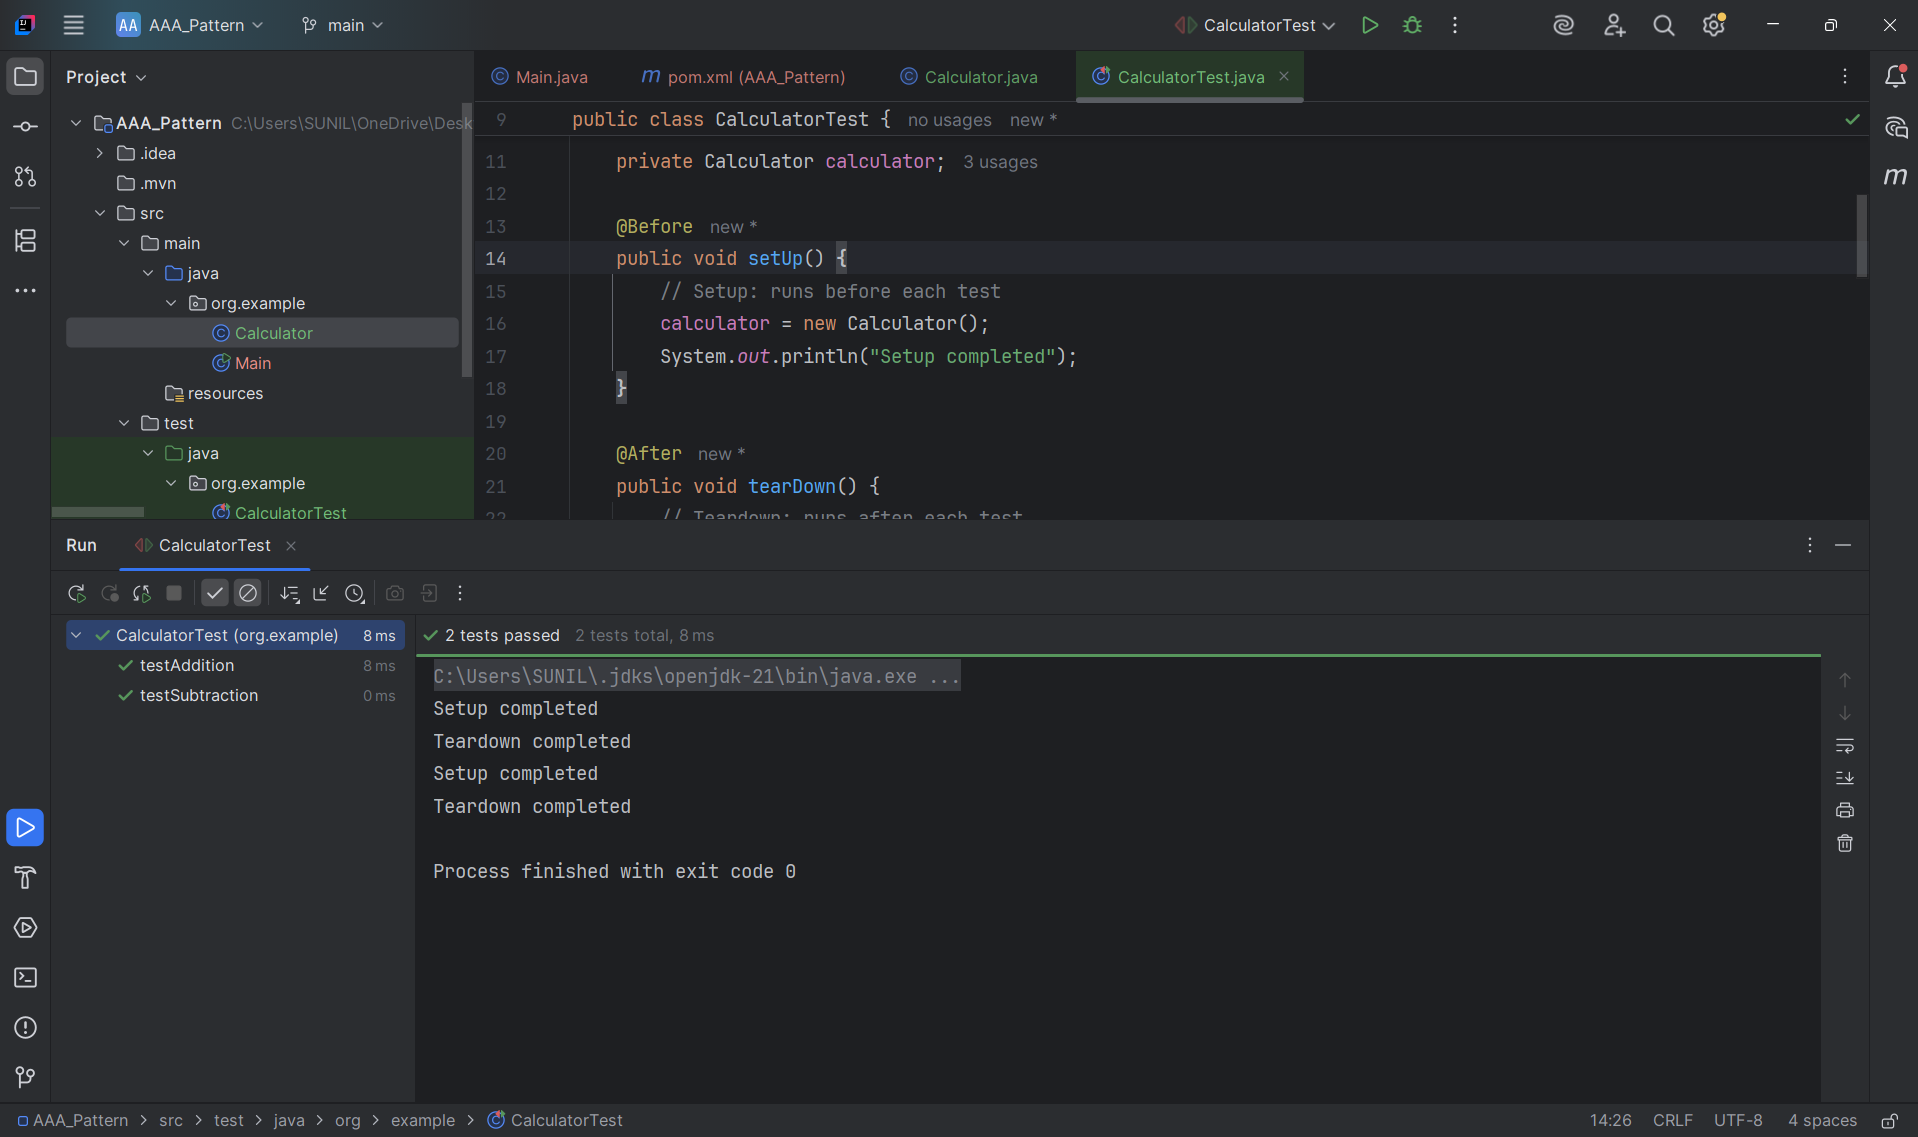 AA AAA_Pattern main CalculatorTest
Project
AAA_Pattern C:\Users\SUNIL\OneDrive\Desk
.idea
.mvn
src
main
java
org.example
Calculator
Main
resources
test
java
org.example
CalculatorTest
Main.java m pom.xml (AAA_Pattern) Calculator.java CalculatorTest.java
9 public class CalculatorTest { no usages new *
11 private Calculator calculator; 3 usages
12
13 @Before new *
14 public void setUp() {
15 // Setup: runs before each test
16 calculator = new Calculator();
17 System.out.println("Setup completed");
18 }
19
20 @After new *
21 public void tearDown() {
22 // Teardown: runs after each test
m
Run CalculatorTest
CalculatorTest (org.example) 8 ms
testAddition 8 ms
testSubtraction 0 ms
2 tests passed 2 tests total, 8 ms
C:\Users\SUNIL\.jdks\openjdk-21\bin\java.exe ...
Setup completed
Teardown completed
Setup completed
Teardown completed
Process finished with exit code 0
AAA_Pattern > src > test > java > org > example > CalculatorTest 14:26 CRLF UTF-8 4 spaces